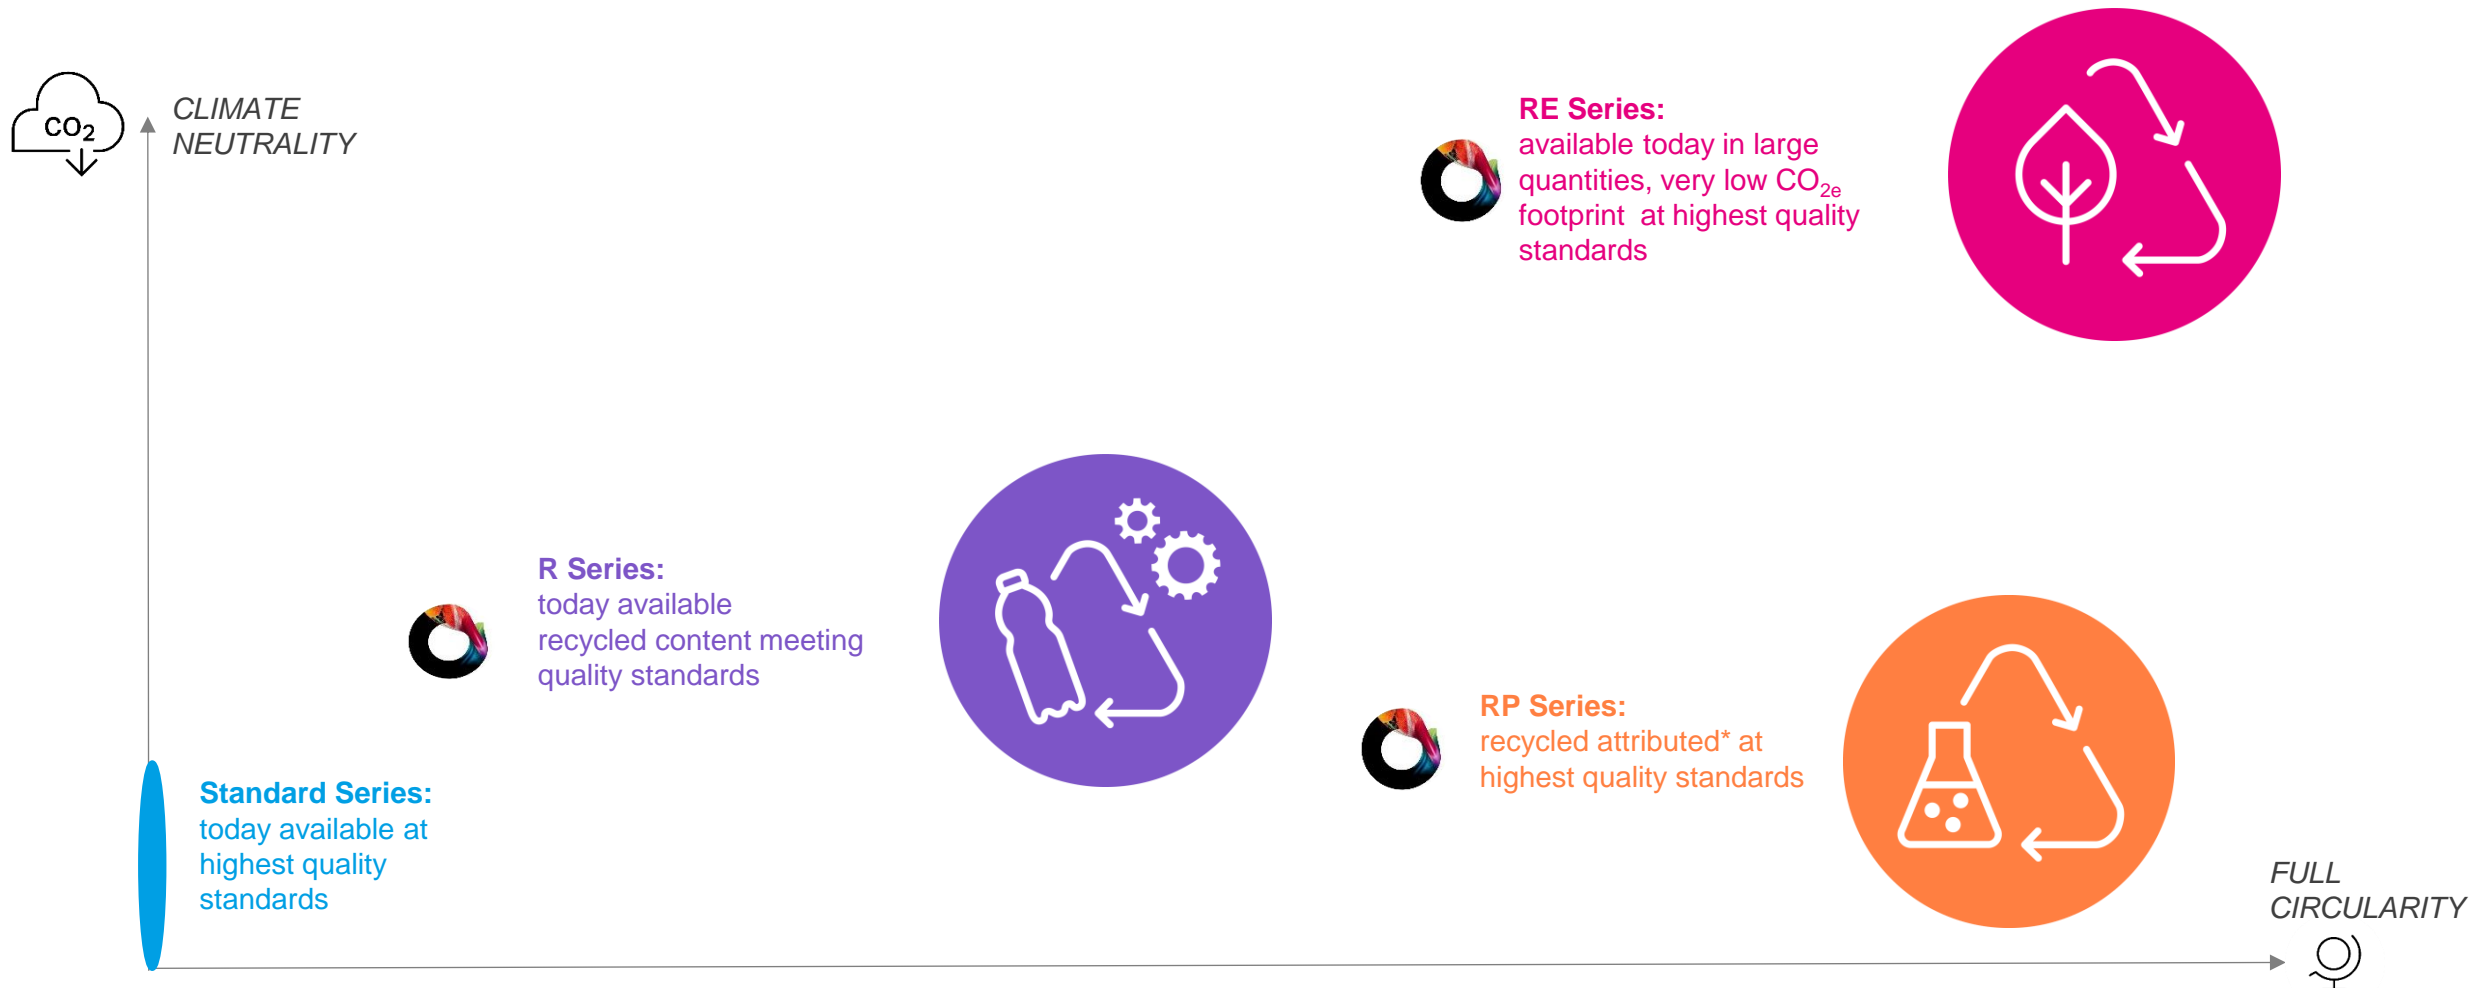 CO₂
CLIMATE
NEUTRALITY
RE Series:
available today in large
quantities, very low CO₂ₑ
footprint at highest quality
standards
R Series:
today available
recycled content meeting
quality standards
RP Series:
recycled attributed* at
highest quality standards
Standard Series:
today available at
highest quality
standards
FULL
CIRCULARITY